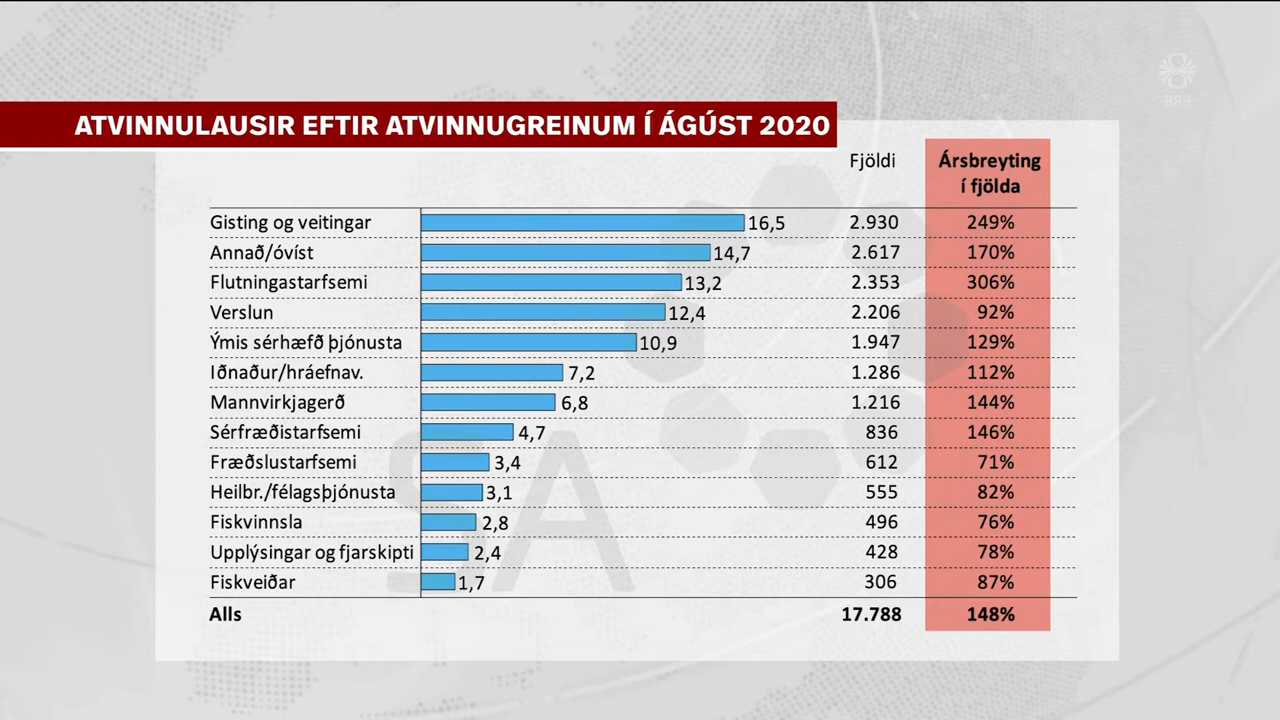 888
ATVINNULAUSIR EFTIR ATVINNUGREINUM Í ÁGÚST 2020
Fjöldi Ársbreyting
í fjölda
Gisting og veitingar 16,5 2.930 249%
Annað/óvíst 14,7 2.617 170%
Flutningastarfsemi 13,2 2.353 306%
Verslun 12,4 2.206 92%
Ýmis sérhæfð þjónusta 10,9 1.947 129%
Iðnaður/hráefnav. 7,2 1.286 112%
Mannvirkjagerð 6,8 1.216 144%
Sérfræðistarfsemi 4,7 836 146%
Fræðslustarfsemi 3,4 612 71%
Heilbr./félagsþjónusta 3,1 555 82%
Fiskvinnsla 2,8 496 76%
Upplýsingar og fjarskipti 2,4 428 78%
Fiskveiðar 1,7 306 87%
Alls 17.788 148%
SA